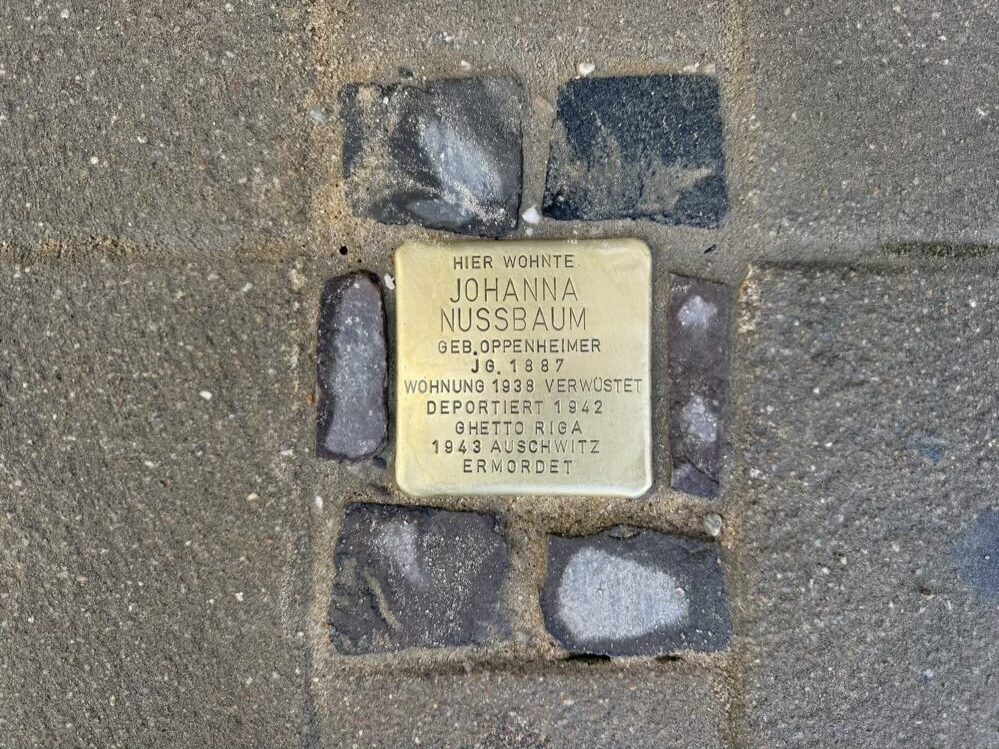 HIER WOHNTE
JOHANNA
NUSSBAUM
GEB. OPPENHEIMER
JG. 1887
WOHNUNG 1938 VERWÜSTET
DEPORTIERT 1942
GHETTO RIGA
1943 AUSCHWITZ
ERMORDET